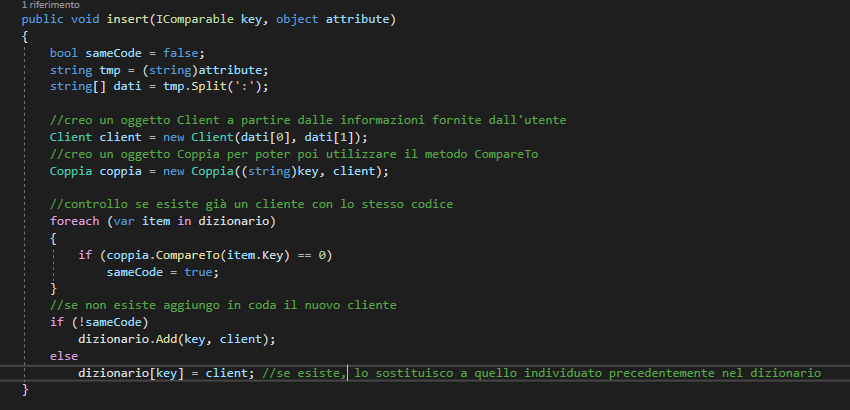 1 riferimento
public void insert(IComparable key, object attribute)
{
bool sameCode = false;
string tmp = (string)attribute;
string[] dati = tmp.Split(':');
//creo un oggetto Client a partire dalle informazioni fornite dall'utente
Client client = new Client(dati[0], dati[1]);
//creo un oggetto Coppia per poter poi utilizzare il metodo CompareTo
Coppia coppia = new Coppia((string)key, client);
//controllo se esiste già un cliente con lo stesso codice
foreach (var item in dizionario)
{
if (coppia.CompareTo(item.Key) == 0)
sameCode = true;
}
//se non esiste aggiungo in coda il nuovo cliente
if (!sameCode)
dizionario.Add(key, client);
else
dizionario[key] = client; //se esiste, lo sostituisco a quello individuato precedentemente nel dizionario
}